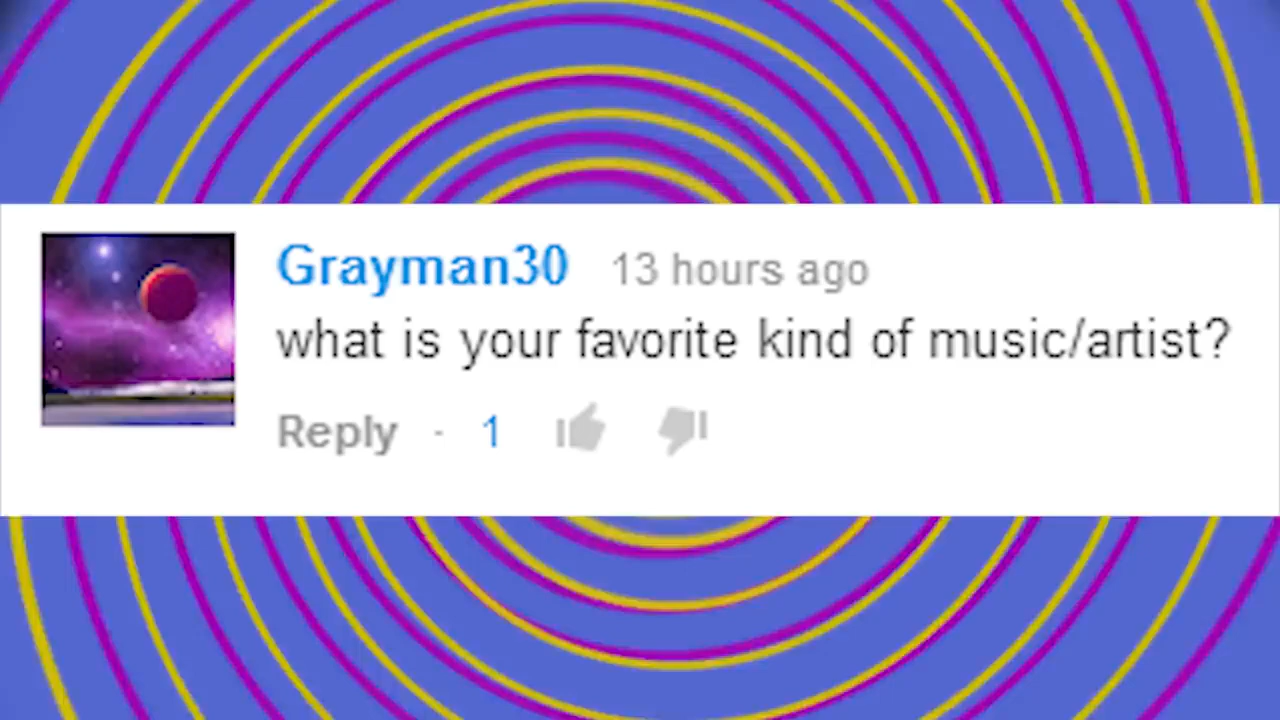 Grayman30 13 hours ago
what is your favorite kind of music/artist?
Reply · 1